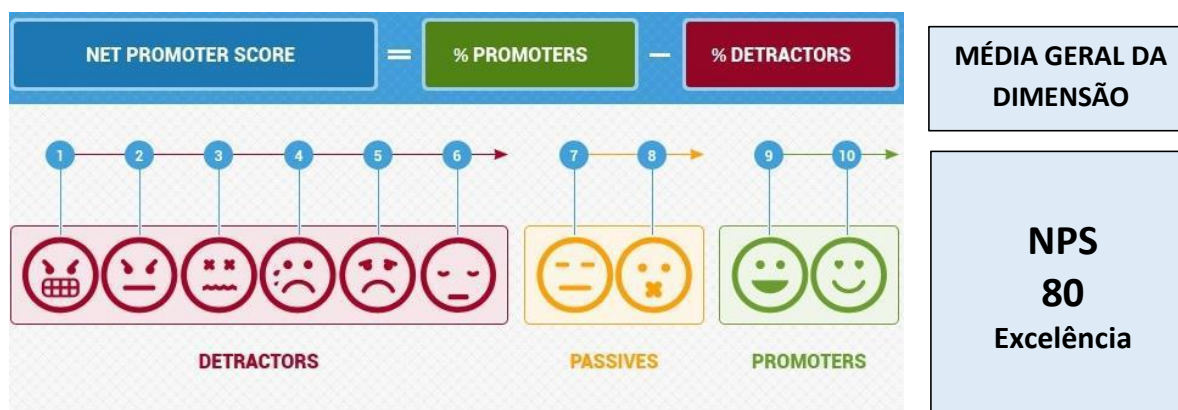 NET PROMOTER SCORE = % PROMOTERS – % DETRACTORS
1 2 3 4 5 6 7 8 9 10
DETRACTORS PASSIVES PROMOTERS
MÉDIA GERAL DA
DIMENSÃO
NPS
80
Excelência